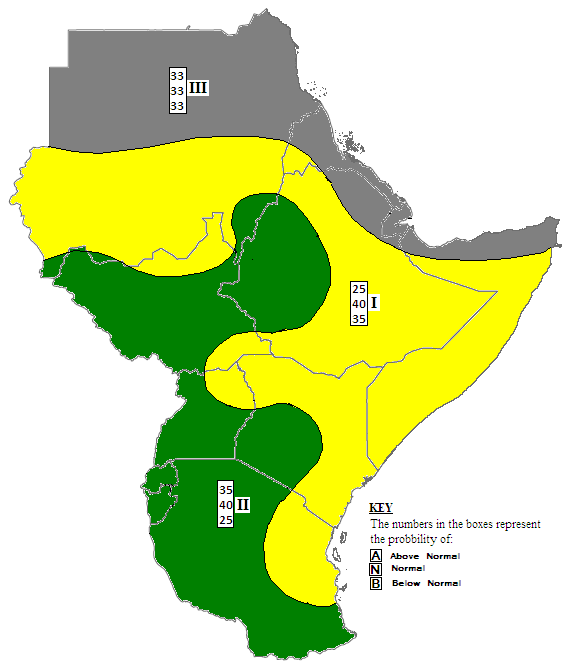 33
33 III
33
25
40 I
35
35
40 II
25
KEY
The numbers in the boxes represent
the probbility of:
A Above Normal
N Normal
B Below Normal